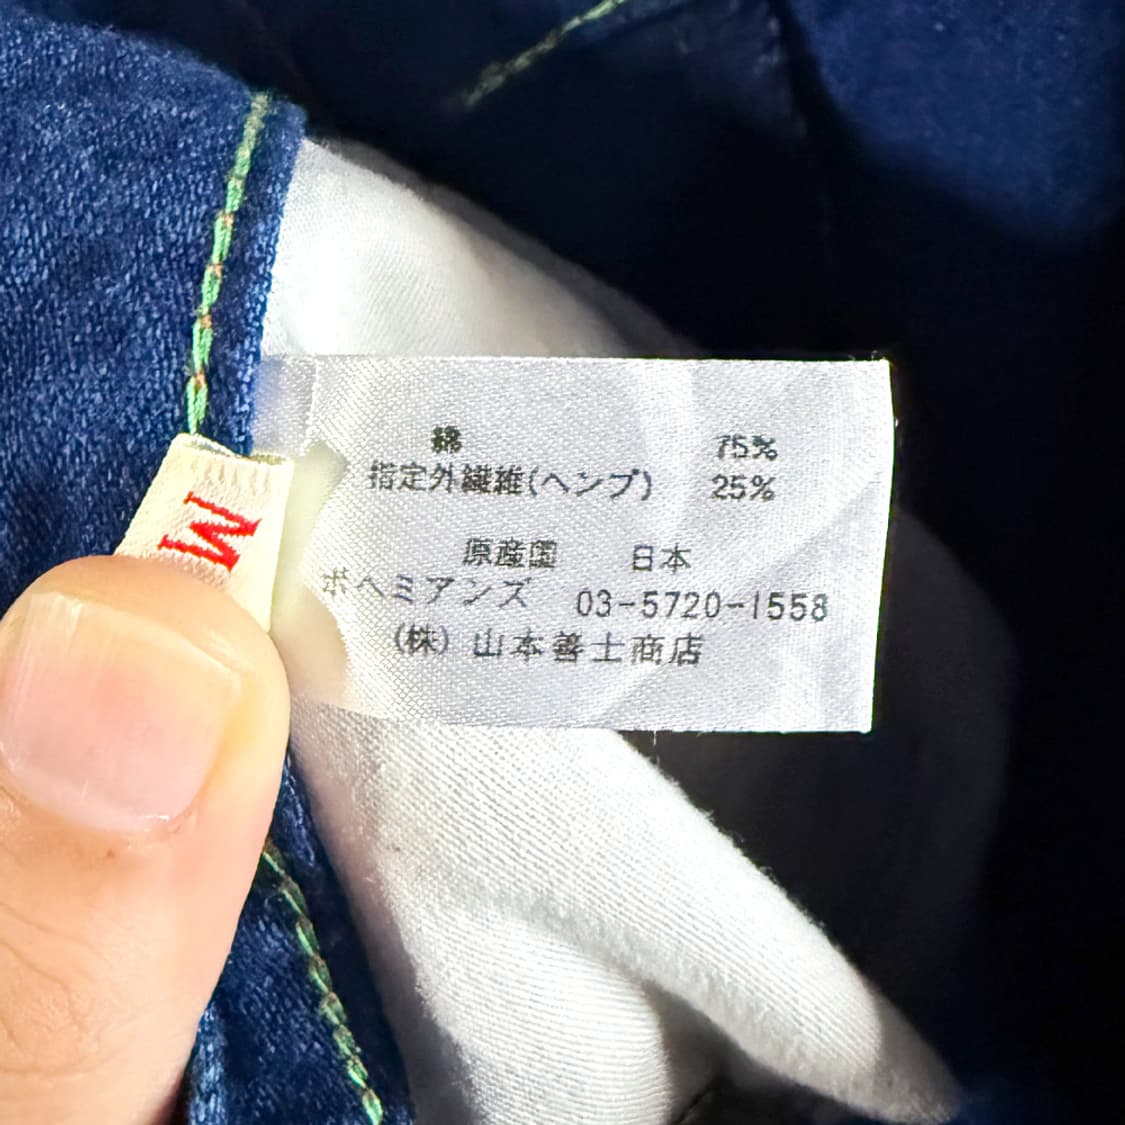 M
綿 75%
指定外繊維(ヘンプ) 25%
原産国 日本
ボヘミアンズ 03-5720-1558
(株) 山本善士商店